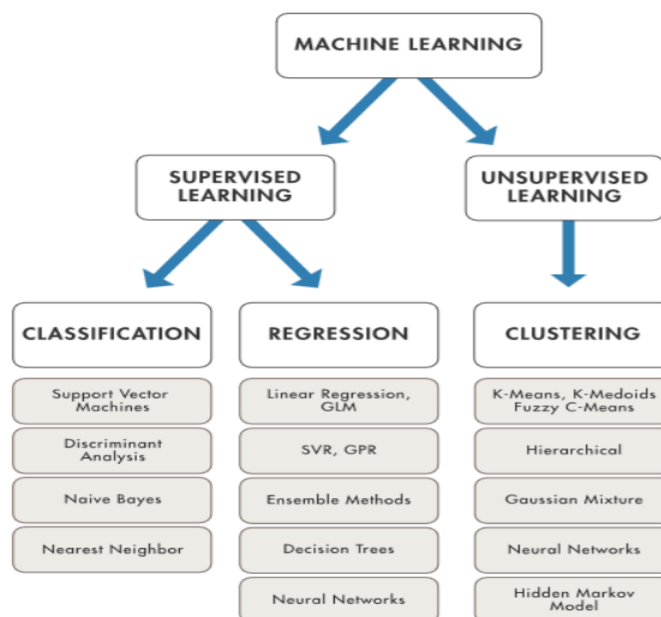 MACHINE LEARNING
SUPERVISED
LEARNING
UNSUPERVISED
LEARNING
CLASSIFICATION
Support Vector
Machines
Discriminant
Analysis
Naive Bayes
Nearest Neighbor
REGRESSION
Linear Regression,
GLM
SVR, GPR
Ensemble Methods
Decision Trees
Neural Networks
CLUSTERING
K-Means, K-Medoids
Fuzzy C-Means
Hierarchical
Gaussian Mixture
Neural Networks
Hidden Markov
Model